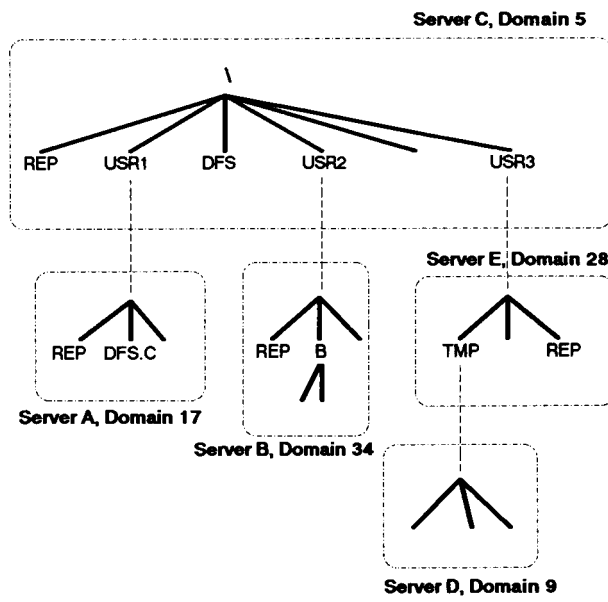 Server C, Domain 5
\
REP USR1 DFS USR2 USR3
Server E, Domain 28
REP DFS.C REP B TMP REP
Server A, Domain 17
Server B, Domain 34
Server D, Domain 9